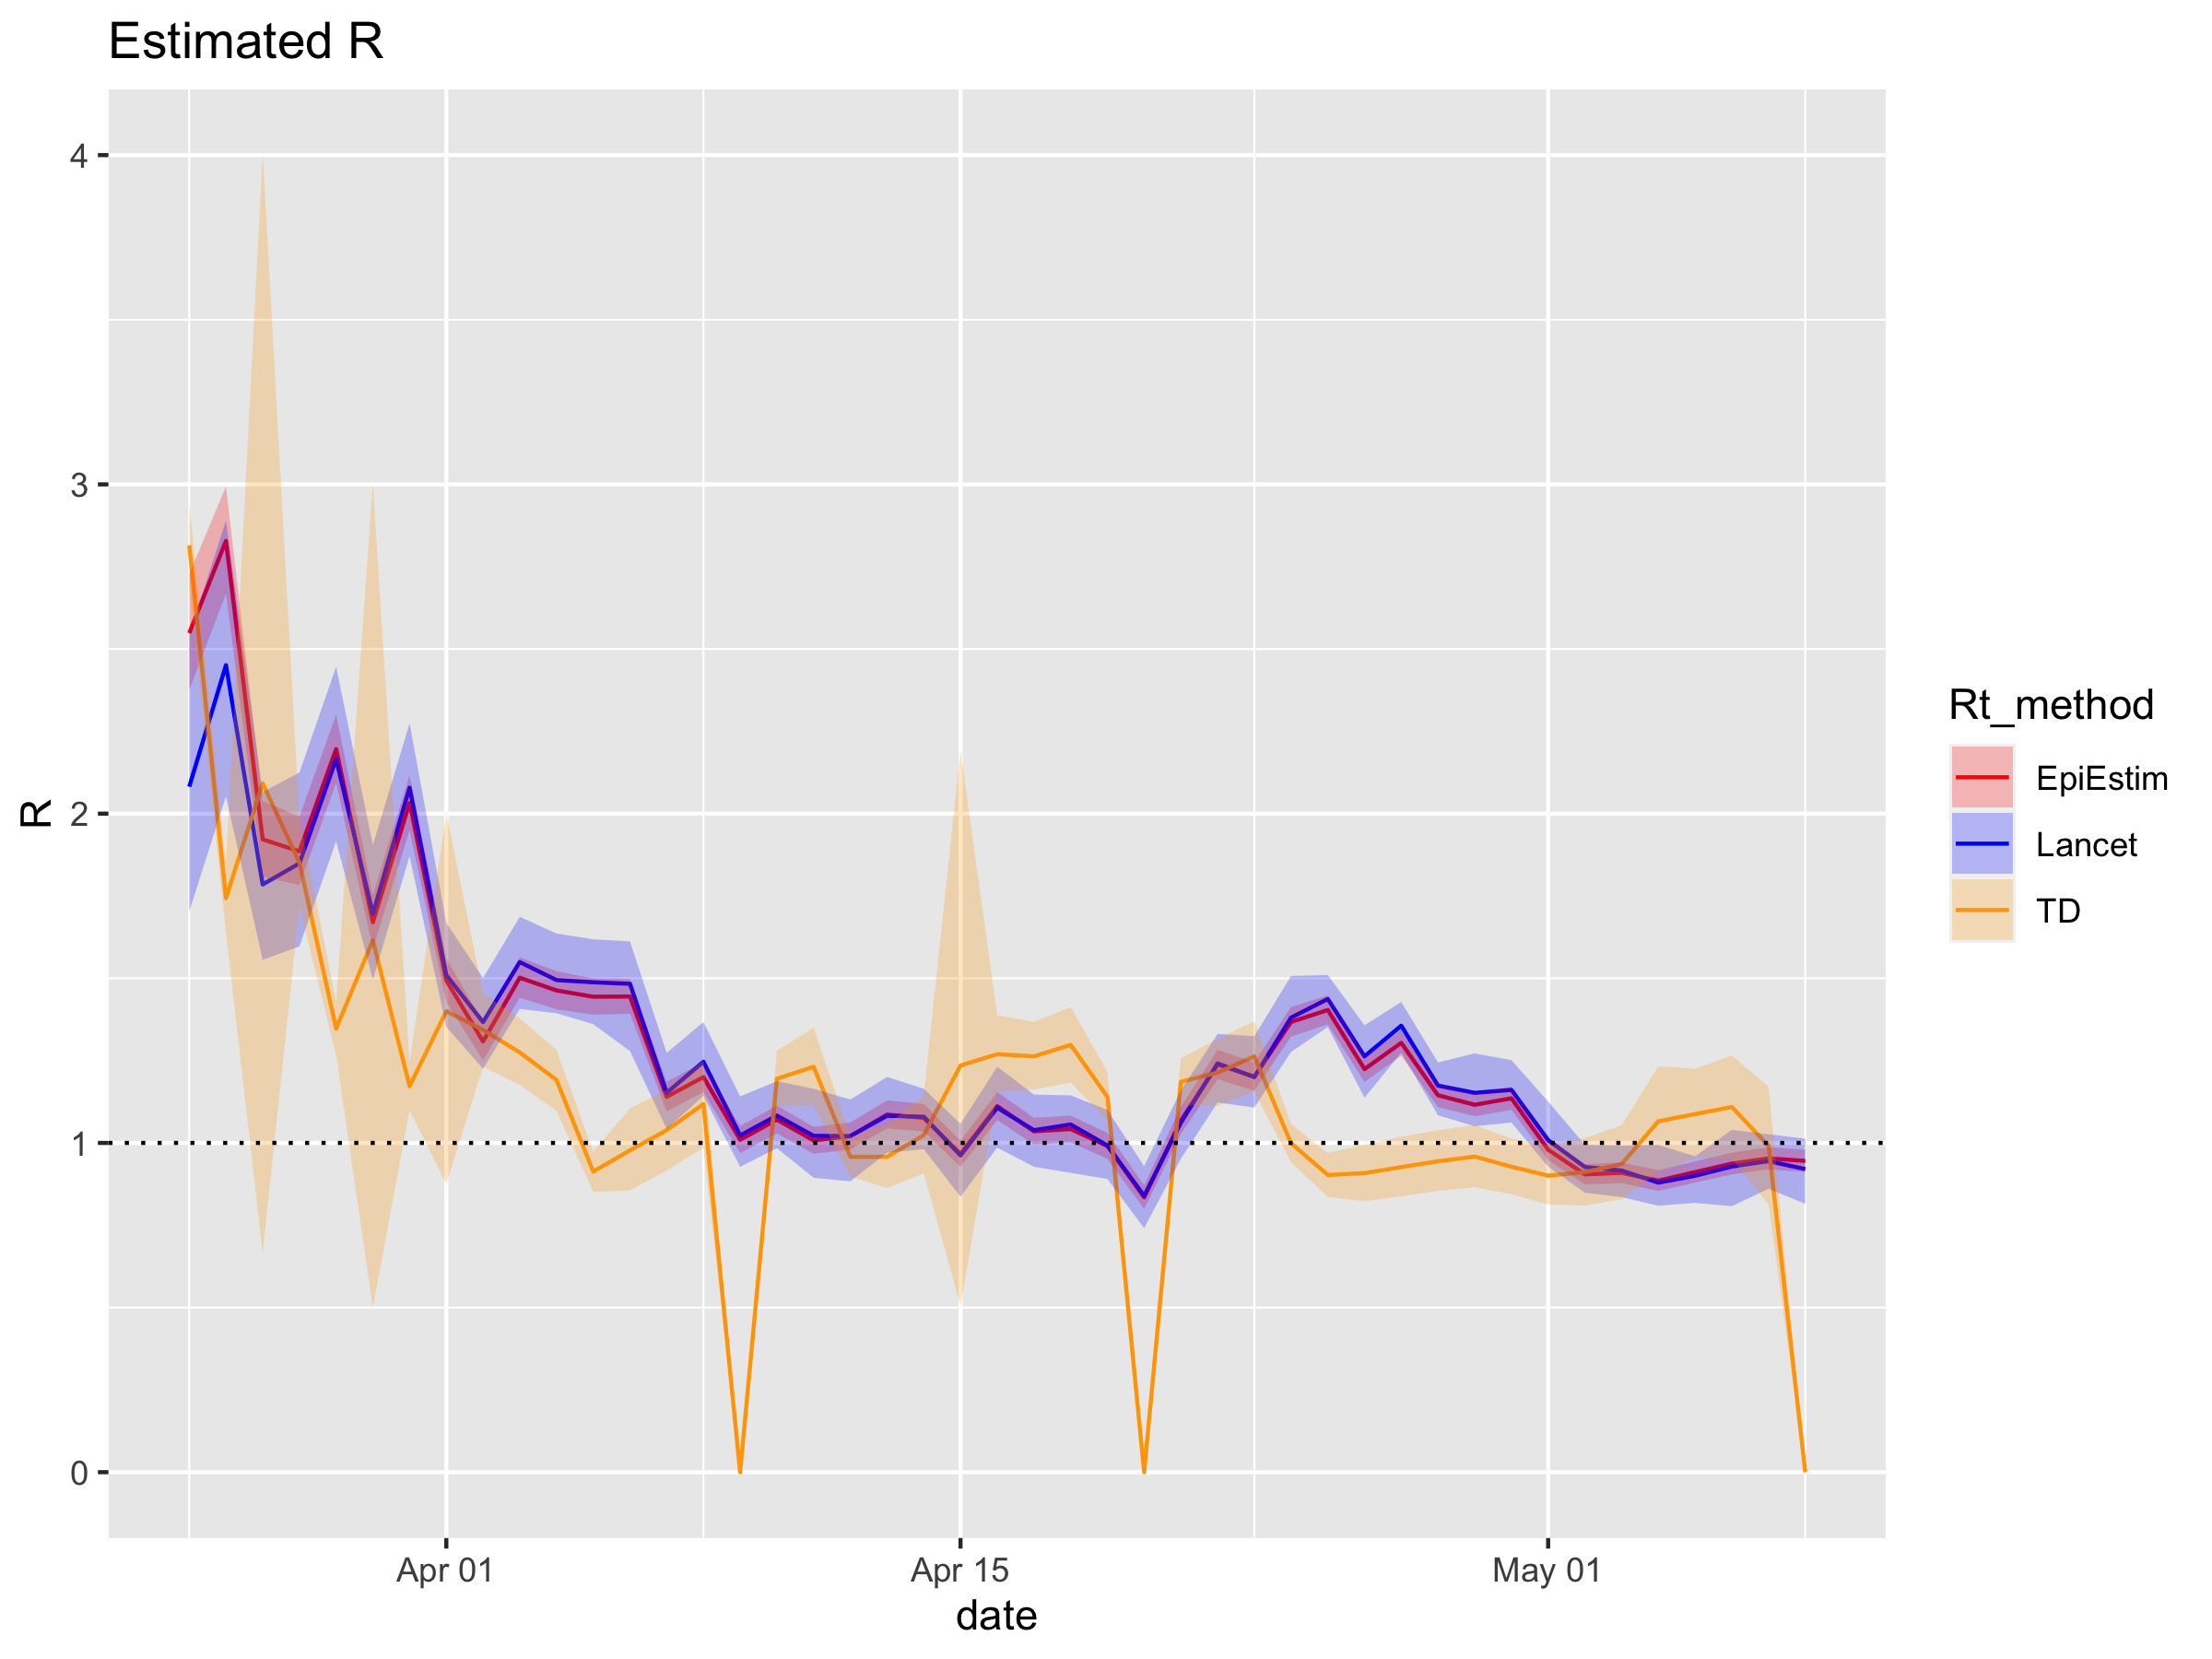 Estimated R
4
3
2
1
0
R
Apr 01
Apr 15
May 01
date
Rt_method
EpiEstim
Lancet
TD